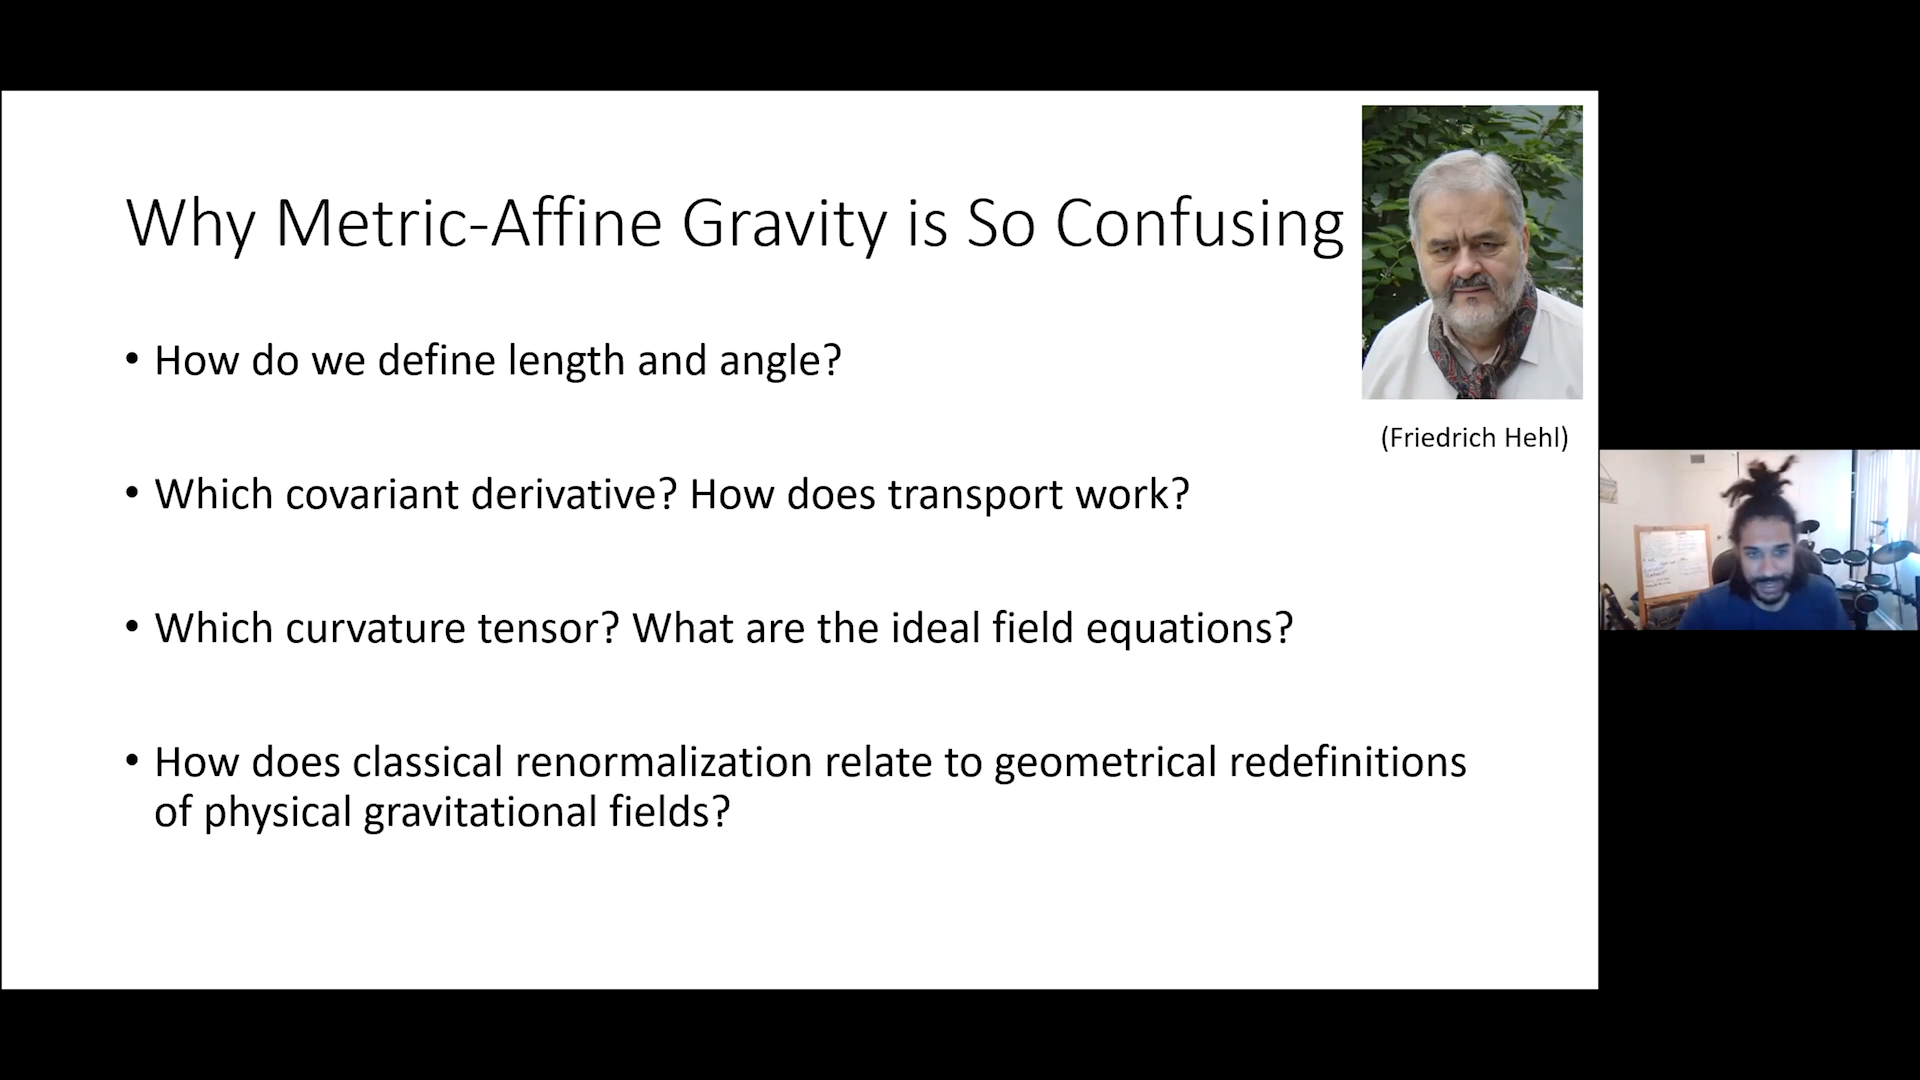 Why Metric-Affine Gravity is So Confusing
(Friedrich Hehl)
• How do we define length and angle?
• Which covariant derivative? How does transport work?
• Which curvature tensor? What are the ideal field equations?
• How does classical renormalization relate to geometrical redefinitions
of physical gravitational fields?